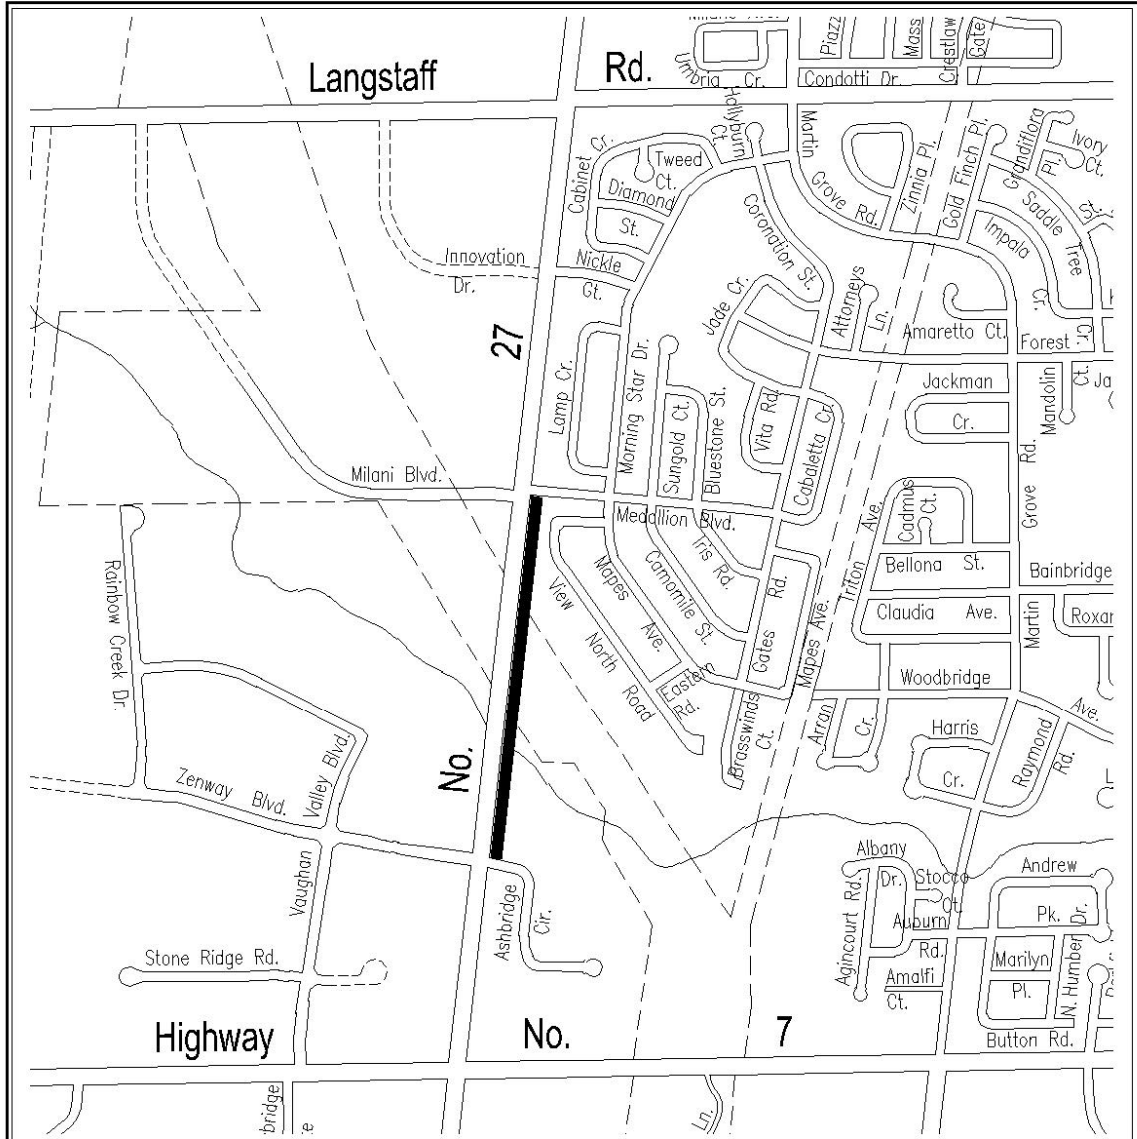 Langstaff Rd.
Umbria Cr.
Condotti Dr.
Piazz
Mass
Crestlaw
Gate
Hollyburn Ct.
Martin Grove Rd.
Cabinet Cr.
Tweed Ct.
Diamond St.
Nickle Gt.
Innovation Dr.
Coronation St.
Zinnia Pl.
Gold Finch Pl.
Grandiflora Pl.
Ivory Ct.
Saddle Tree Cr.
Impala Cr.
Jade Cr.
Attorneys Ln.
Amaretto Ct.
Forest
27
Lamp Cr.
Morning Star Dr.
Sungold Ct.
Bluestone St.
Vita Rd.
Cabaletta Cr.
Jackman Cr.
Mandolin Ct.
Ja
Grove Rd.
Milani Blvd.
Medallion Blvd.
Triton Ave.
Cadmus Ct.
Bellona St.
Bainbridge
Rainbow Creek Dr.
View North Road
Mapes Ave.
Camomile St.
Tris Rd.
Gates Rd.
Mapes Ave.
Claudia Ave.
Martin
Roxar
Eastern Rd.
Woodbridge Ave.
Brasswinds Ct.
Arran Cr.
Harris Cr.
Raymond Rd.
No.
Zenway Blvd.
Valley Blvd.
Vaughan
Ashbridge Cir.
Stone Ridge Rd.
Albany Dr.
Stocco Ct.
Agincourt Rd.
Auburn Rd.
Amalfi Ct.
Andrew Pk. Dr.
Marilyn Pl.
N. Humber
Button Rd.
Highway No. 7
bridge
Ln.